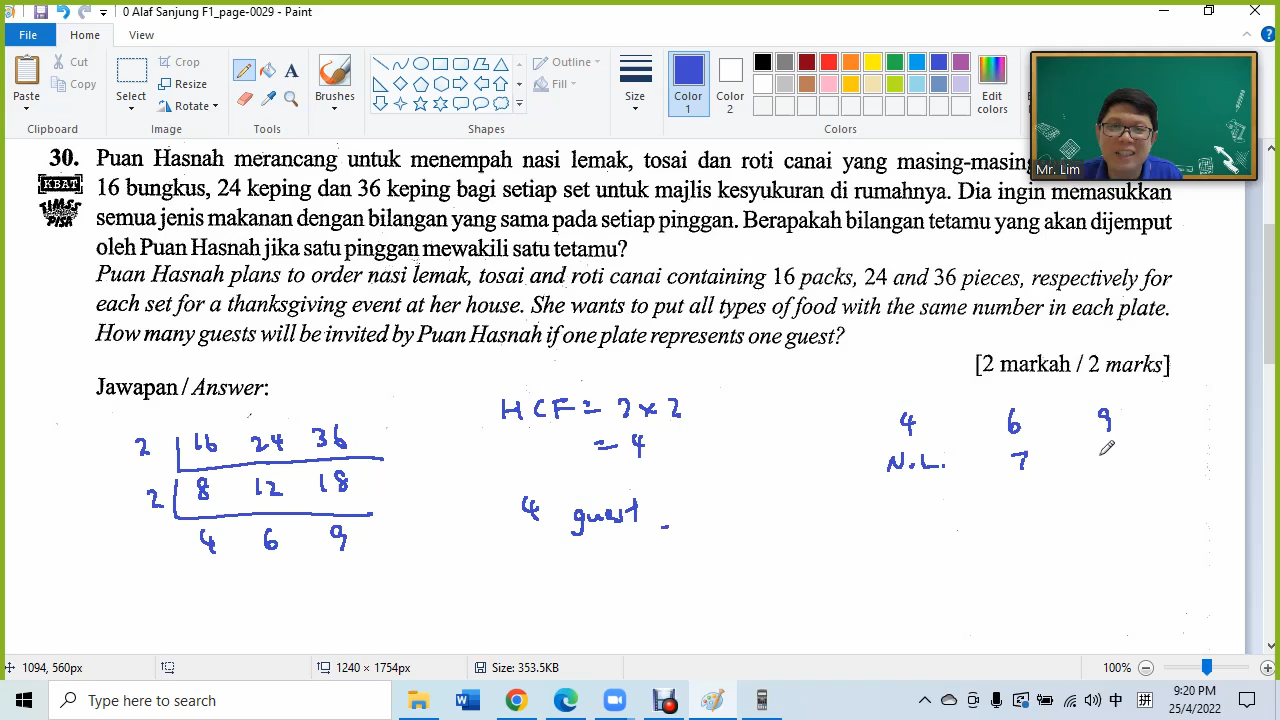 0 Alaf Sanjung F1_page-0029 - Paint
File Home View
Paste
Cut
Copy
Clipboard
Select
Crop
Resize
Rotate
Image
Tools
Brushes
Shapes
Outline
Fill
Size
Color 1
Color 2
Edit colors
Colors
Mr. Lim
30. Puan Hasnah merancang untuk menempah nasi lemak, tosai dan roti canai yang masing-masing
KBAT 16 bungkus, 24 keping dan 36 keping bagi setiap set untuk majlis kesyukuran di rumahnya. Dia ingin memasukkan
TIMSS PISA semua jenis makanan dengan bilangan yang sama pada setiap pinggan. Berapakah bilangan tetamu yang akan dijemput
oleh Puan Hasnah jika satu pinggan mewakili satu tetamu?
Puan Hasnah plans to order nasi lemak, tosai and roti canai containing 16 packs, 24 and 36 pieces, respectively for
each set for a thanksgiving event at her house. She wants to put all types of food with the same number in each plate.
How many guests will be invited by Puan Hasnah if one plate represents one guest?
[2 markah / 2 marks]
Jawapan / Answer:
2 16 24 36
2 8 12 18
4 6 9
HCF = 2 x 2
= 4
4 guest
4 6 9
N.L. 7
1094, 560px
1240 × 1754px
Size: 353.5KB
100%
Type here to search
中
拼
9:20 PM
25/4/2022